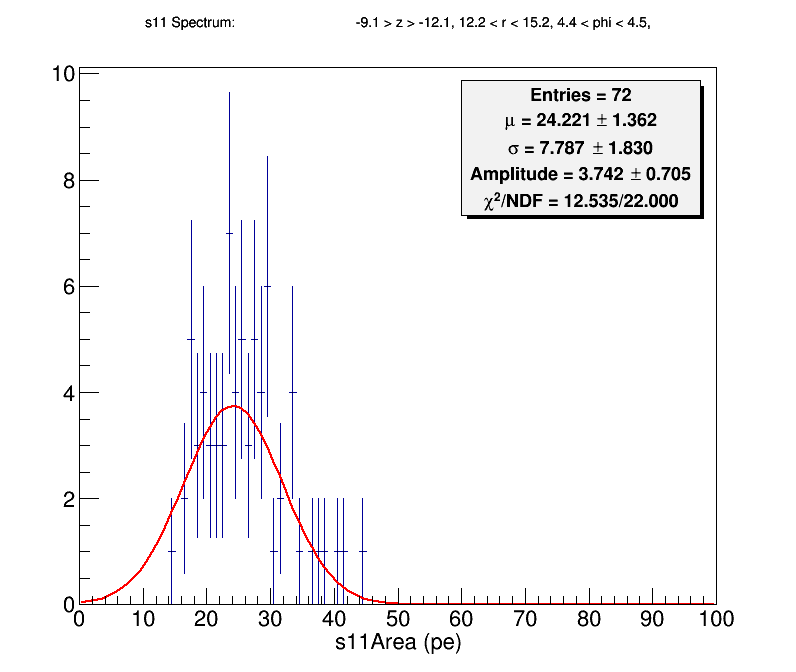 s11 Spectrum: -9.1 > z > -12.1, 12.2 < r < 15.2, 4.4 < phi < 4.5,
Entries = 72
μ = 24.221 ± 1.362
σ = 7.787 ± 1.830
Amplitude = 3.742 ± 0.705
χ²/NDF = 12.535/22.000
10
8
6
4
2
0
0 10 20 30 40 50 60 70 80 90 100
s11Area (pe)